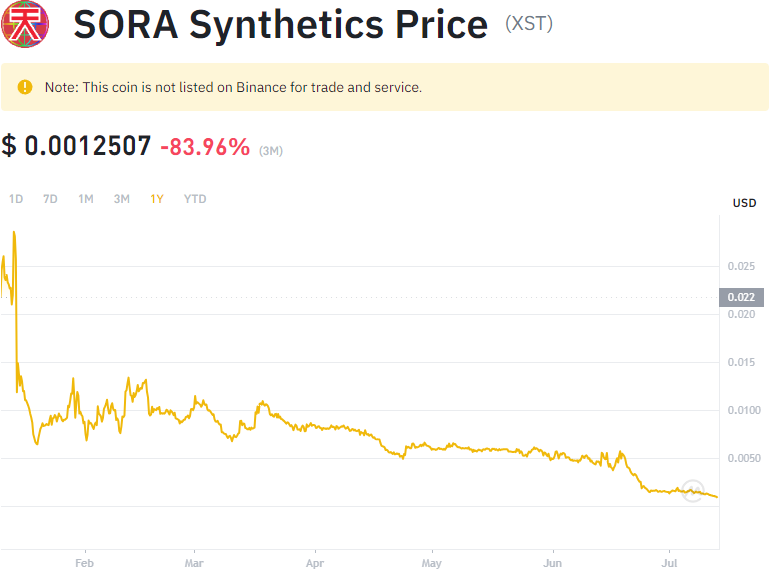 SORA Synthetics Price (XST)
Note: This coin is not listed on Binance for trade and service.
$ 0.0012507 -83.96% (3M)
1D 7D 1M 3M 1Y YTD
USD
0.025
0.022
0.020
0.015
0.0100
0.0050
Feb Mar Apr May Jun Jul